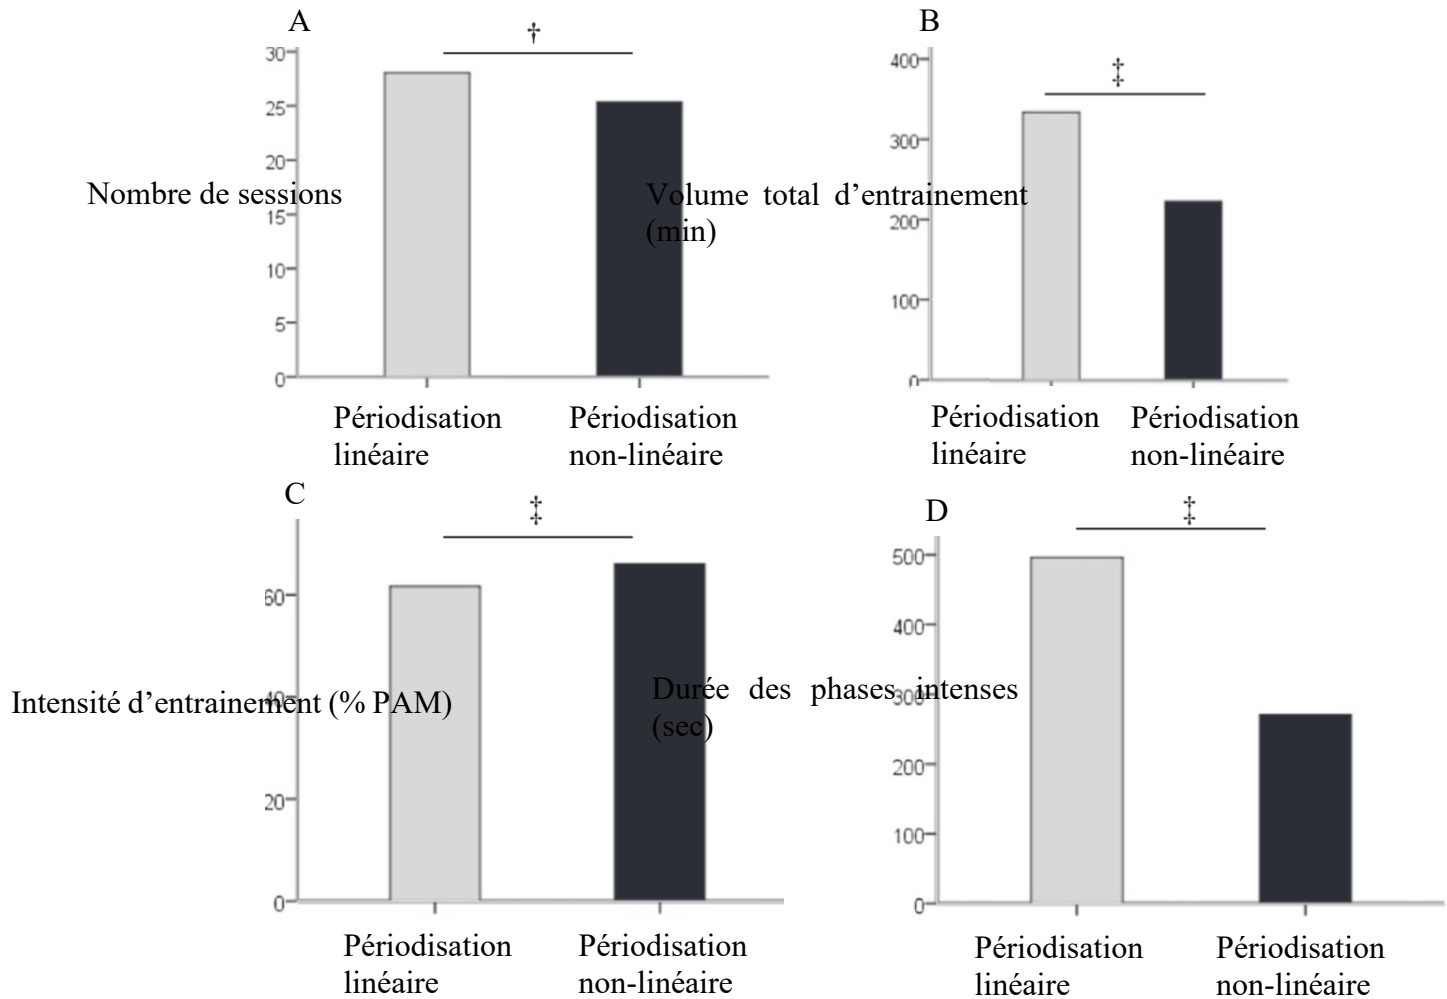 A
†
30
25
20
Nombre de sessions
15
10
5
0
Périodisation
linéaire
Périodisation
non-linéaire
B
‡
400
300
Volume total d’entrainement
(min)
200
100
0
Périodisation
linéaire
Périodisation
non-linéaire
C
‡
60
40
Intensité d’entrainement (% PAM)
20
0
Périodisation
linéaire
Périodisation
non-linéaire
D
‡
500
400
300
Durée des phases intenses
(sec)
200
100
0
Périodisation
linéaire
Périodisation
non-linéaire